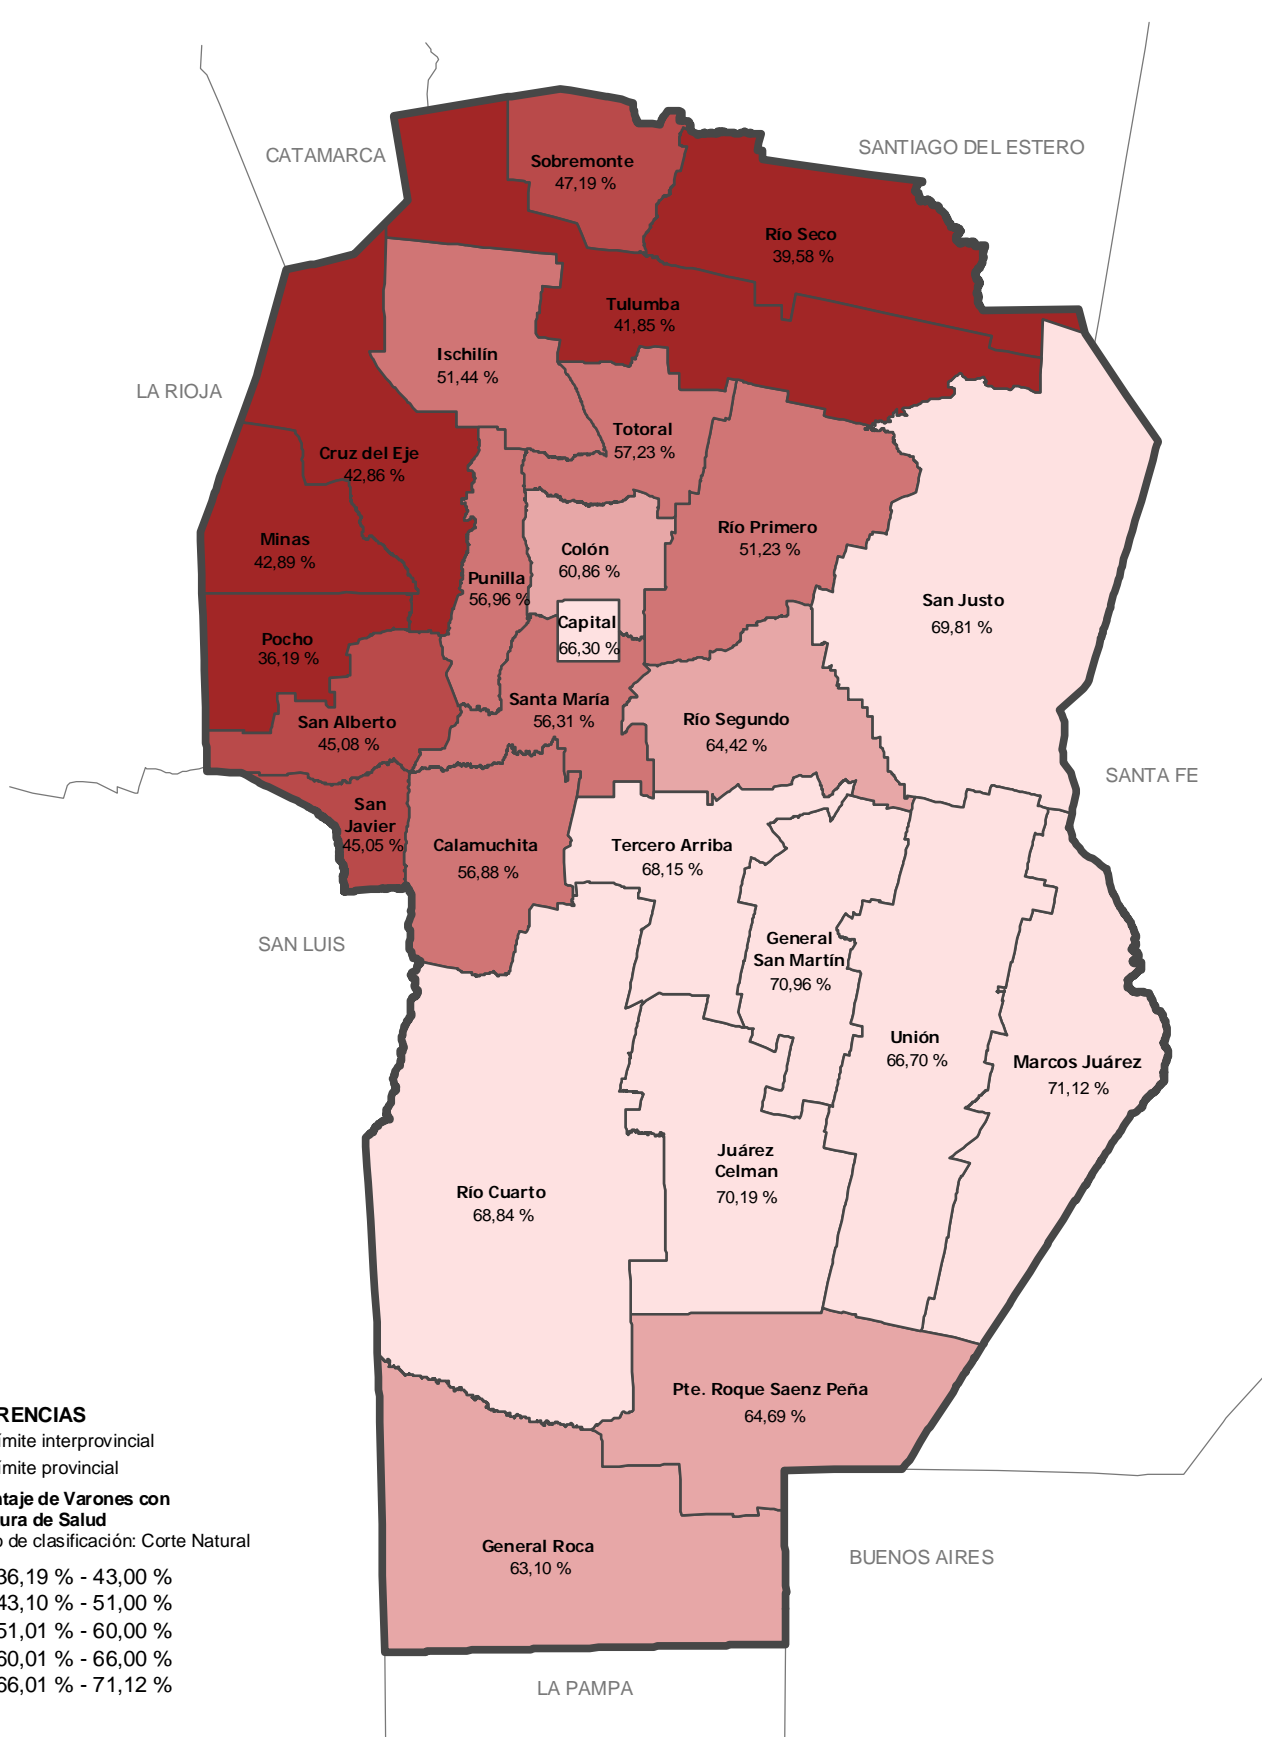 CATAMARCA
SANTIAGO DEL ESTERO
Sobremonte
47,19 %
Río Seco
39,58 %
Tulumba
41,85 %
Ischilín
51,44 %
LA RIOJA
Totoral
57,23 %
Cruz del Eje
42,86 %
Río Primero
51,23 %
Minas
42,89 %
Colón
60,86 %
Punilla
56,96 %
San Justo
69,81 %
Capital
66,30 %
Pocho
36,19 %
Santa María
56,31 %
San Alberto
45,08 %
Río Segundo
64,42 %
SANTA FE
San
Javier
45,05 %
Calamuchita
56,88 %
Tercero Arriba
68,15 %
SAN LUIS
General
San Martín
70,96 %
Unión
66,70 %
Marcos Juárez
71,12 %
Juárez
Celman
70,19 %
Río Cuarto
68,84 %
Pte. Roque Saenz Peña
64,69 %
General Roca
63,10 %
BUENOS AIRES
LA PAMPA
RENCIAS
ímite interprovincial
ímite provincial
taje de Varones con
ura de Salud
o de clasificación: Corte Natural
36,19 % - 43,00 %
43,10 % - 51,00 %
51,01 % - 60,00 %
60,01 % - 66,00 %
66,01 % - 71,12 %